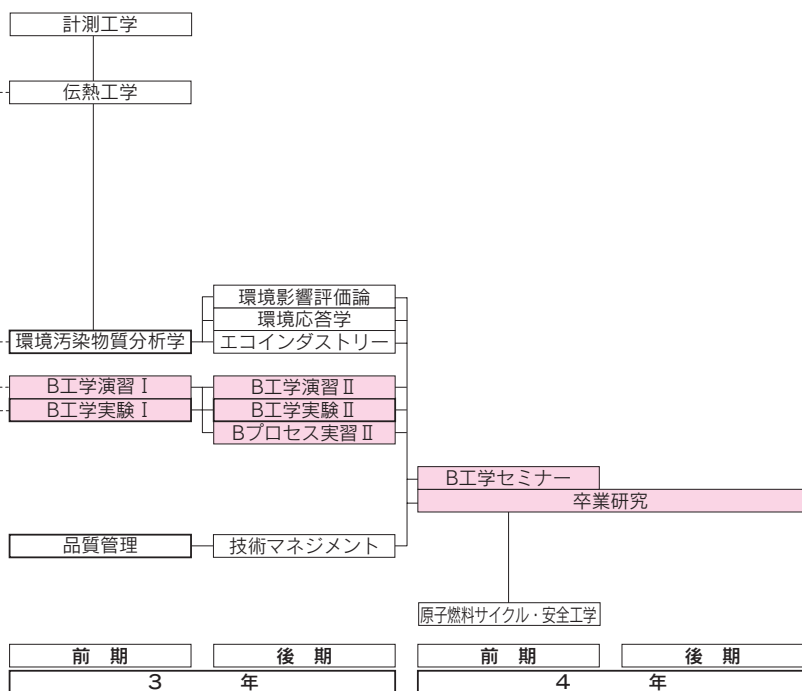 計測工学
伝熱工学
環境影響評価論
環境応答学
環境汚染物質分析学 エコインダストリー
B工学演習Ⅰ B工学演習Ⅱ
B工学実験Ⅰ B工学実験Ⅱ
Bプロセス実習Ⅱ
B工学セミナー
卒業研究
品質管理 技術マネジメント
原子燃料サイクル・安全工学
前 期 後 期 前 期 後 期
3 年 4 年